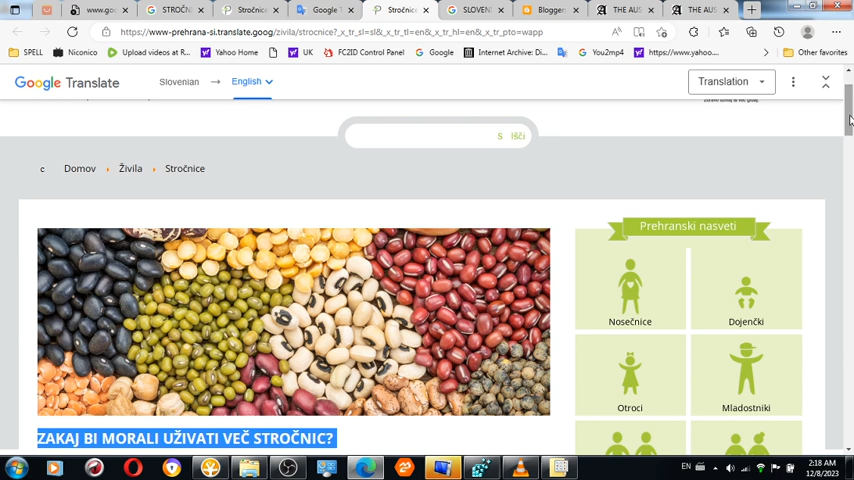 www.goo
STROČN
Stročnice
Google T
Stročnic
SLOVENI
Blogger:
THE AUS
THE AUS
https://www-prehrana-si.translate.goog/zivila/strocnice?_x_tr_sl=sl&_x_tr_tl=en&_x_tr_hl=en&_x_tr_pto=wapp
SPELL
Niconico
Upload videos at R...
Yahoo Home
UK
FC2ID Control Panel
Google
Internet Archive: Di...
You2mp4
https://www.yahoo....
Other favorites
Google Translate
Slovenian → English
Translation
S Išči
c Domov Živila Stročnice
Prehranski nasveti
Nosečnice
Dojenčki
Otroci
Mladostniki
ZAKAJ BI MORALI UŽIVATI VEČ STROČNIC?
EN
2:18 AM
12/8/2023